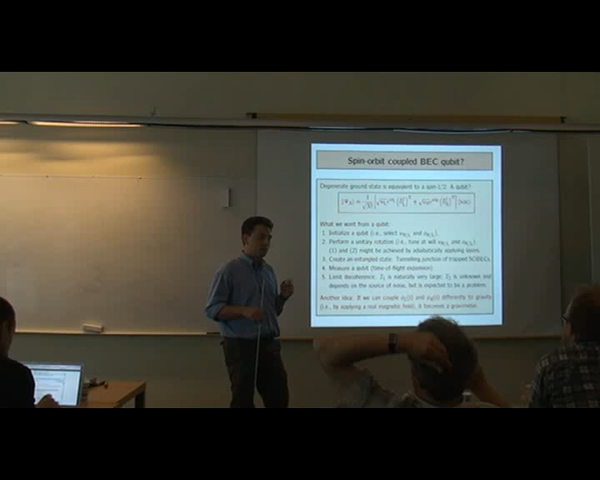 Spin-orbit coupled BEC qubit?
Degenerate ground state is equivalent to a spin-1/2. A qubit?
What we want from a qubit:
1. Initialize a qubit (i.e., select
2. Perform a unitary rotation (i.e., tune at will
(1) and (2) might be achieved by adiabatically applying lasers.
3. Create an entangled state: Tunnelling junction of trapped SOBECs.
4. Measure a qubit (time-of-flight expansion)
5. Limit decoherence: T₁ is naturally very large; T₂ is unknown and
depends on the source of noise, but is expected to be a problem.
Another idea: If we can couple differently to gravity
(i.e., by applying a real magnetic field), it becomes a